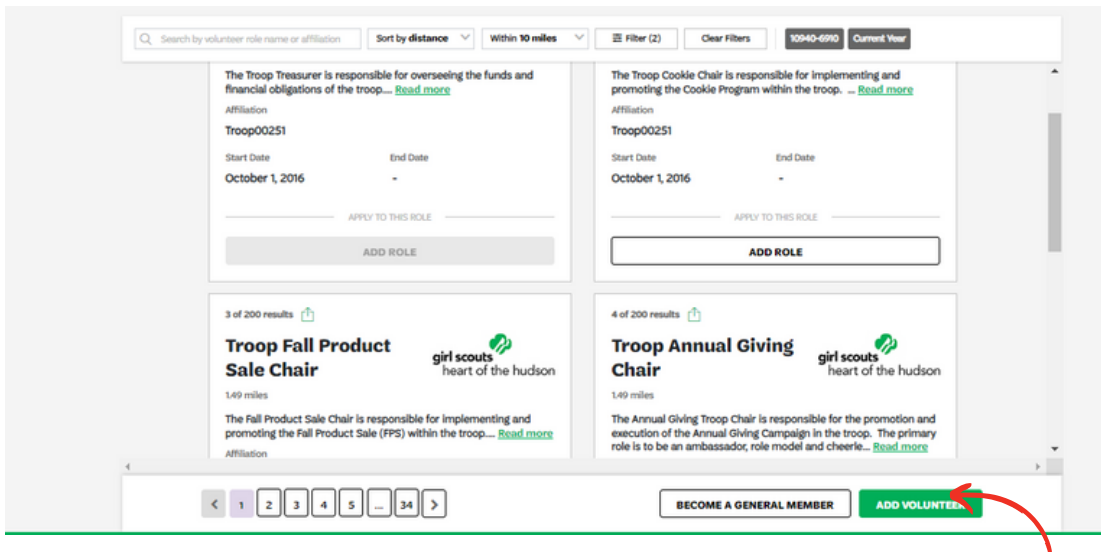 Search by volunteer role name or affiliation
Sort by distance
Within 10 miles
Filter (2)
Clear Filters
10940-6910
Current Year
The Troop Treasurer is responsible for overseeing the funds and
financial obligations of the troop.... Read more
Affiliation
Troop00251
Start Date End Date
October 1, 2016 -
APPLY TO THIS ROLE
ADD ROLE
The Troop Cookie Chair is responsible for implementing and
promoting the Cookie Program within the troop. ... Read more
Affiliation
Troop00251
Start Date End Date
October 1, 2016 -
APPLY TO THIS ROLE
ADD ROLE
3 of 200 results
Troop Fall Product
Sale Chair
girl scouts
heart of the hudson
1.49 miles
The Fall Product Sale Chair is responsible for implementing and
promoting the Fall Product Sale (FPS) within the troop.... Read more
Affiliation
4 of 200 results
Troop Annual Giving
Chair
girl scouts
heart of the hudson
1.49 miles
The Annual Giving Troop Chair is responsible for the promotion and
execution of the Annual Giving Campaign in the troop. The primary
role is to be an ambassador, role model and cheerle... Read more
< 1 2 3 4 5 ... 34 >
BECOME A GENERAL MEMBER
ADD VOLUNTEER